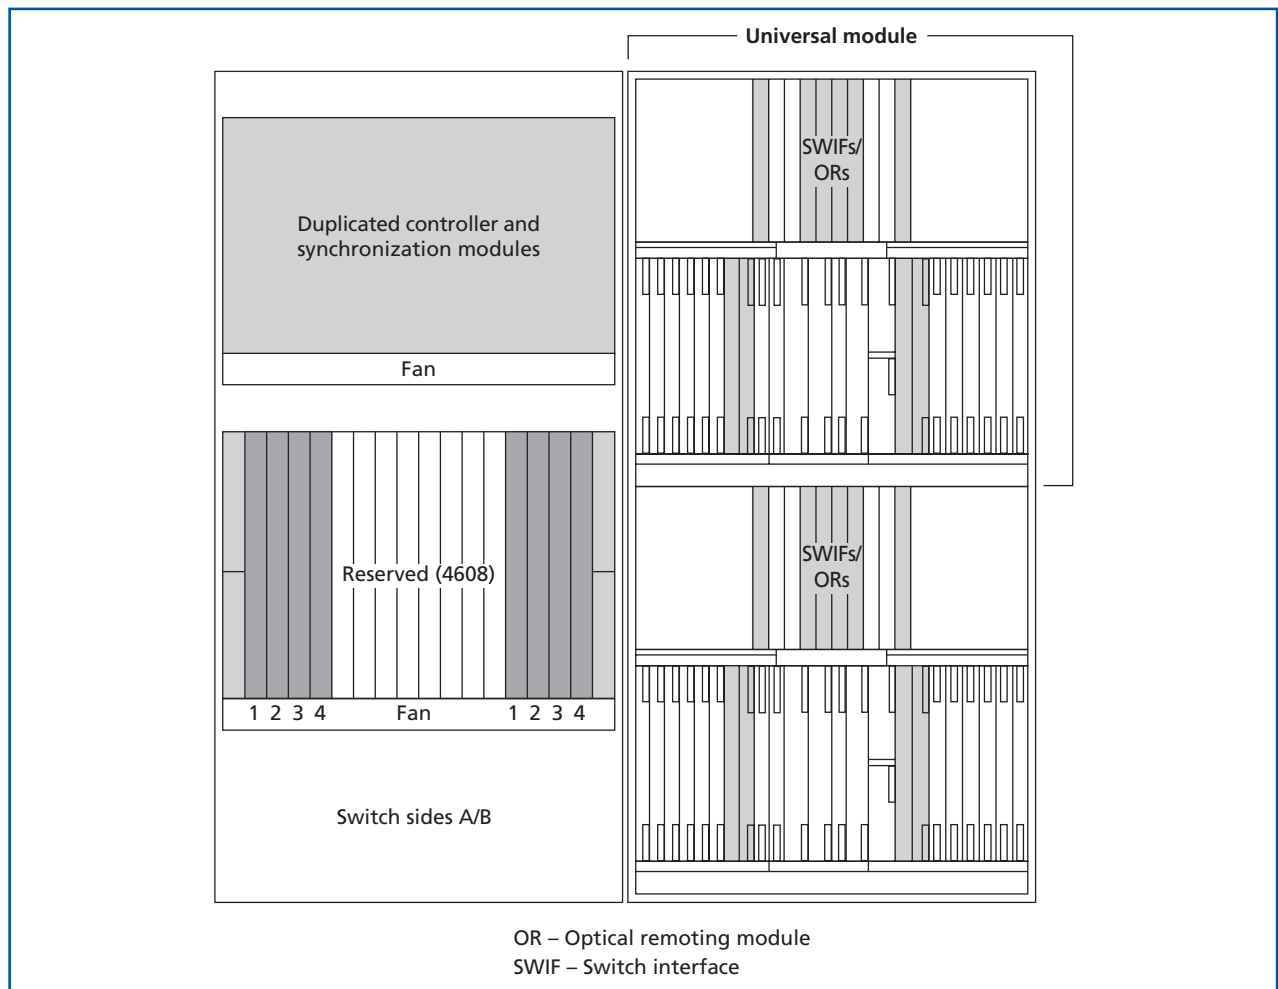 Universal module
SWIFs/
ORs
Duplicated controller and
synchronization modules
Fan
SWIFs/
ORs
Reserved (4608)
1 2 3 4 Fan 1 2 3 4
Switch sides A/B
OR – Optical remoting module
SWIF – Switch interface